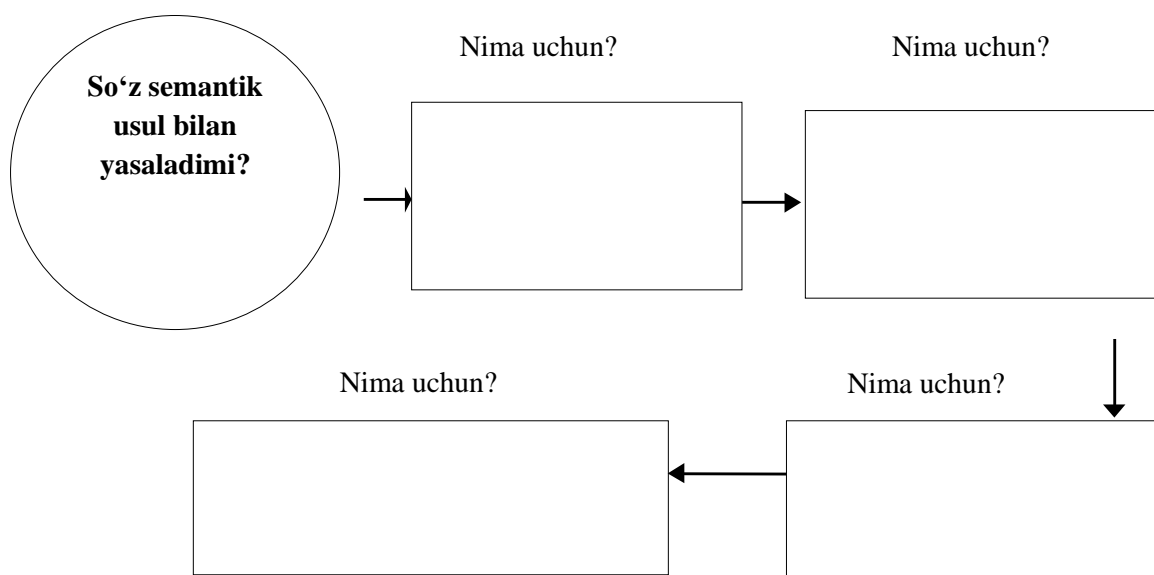 So‘z semantik
usul bilan
yasaladimi?
Nima uchun?
Nima uchun?
Nima uchun?
Nima uchun?